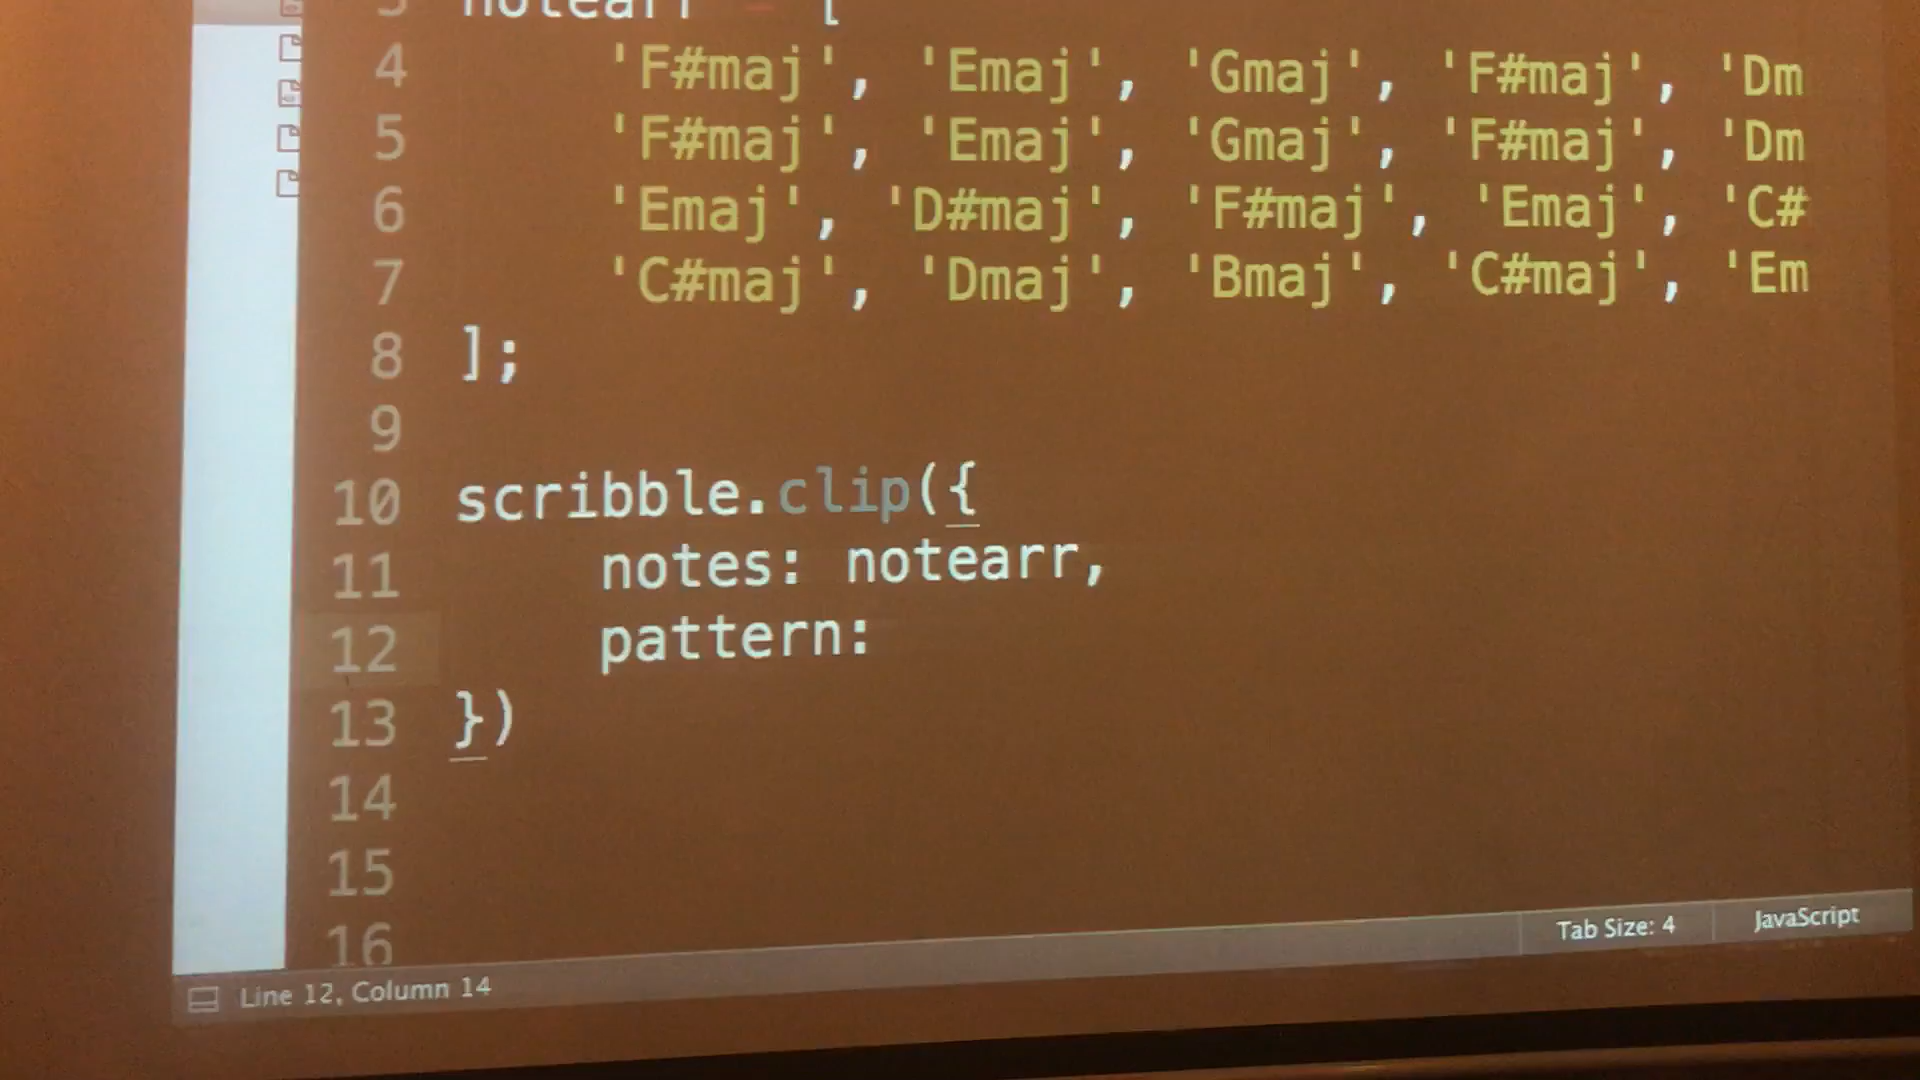 3 notearr = [
4 'F#maj', 'Emaj', 'Gmaj', 'F#maj', 'Dm
5 'F#maj', 'Emaj', 'Gmaj', 'F#maj', 'Dm
6 'Emaj', 'D#maj', 'F#maj', 'Emaj', 'C#
7 'C#maj', 'Dmaj', 'Bmaj', 'C#maj', 'Em
8 ];
9
10 scribble.clip({
11 notes: notearr,
12 pattern:
13 })
14
15
16
Line 12, Column 14 Tab Size: 4 JavaScript